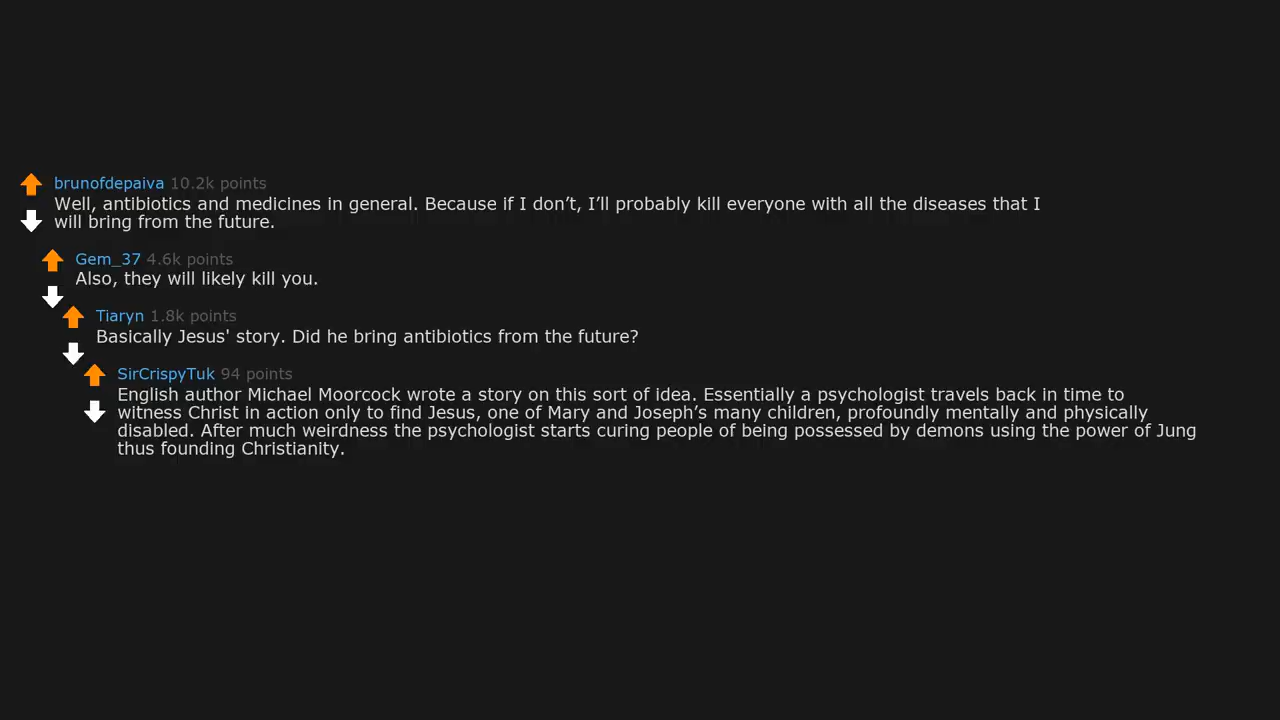 brunofdepaiva 10.2k points
Well, antibiotics and medicines in general. Because if I don’t, I’ll probably kill everyone with all the diseases that I
will bring from the future.
Gem_37 4.6k points
Also, they will likely kill you.
Tiaryn 1.8k points
Basically Jesus' story. Did he bring antibiotics from the future?
SirCrispyTuk 94 points
English author Michael Moorcock wrote a story on this sort of idea. Essentially a psychologist travels back in time to
witness Christ in action only to find Jesus, one of Mary and Joseph’s many children, profoundly mentally and physically
disabled. After much weirdness the psychologist starts curing people of being possessed by demons using the power of Jung
thus founding Christianity.